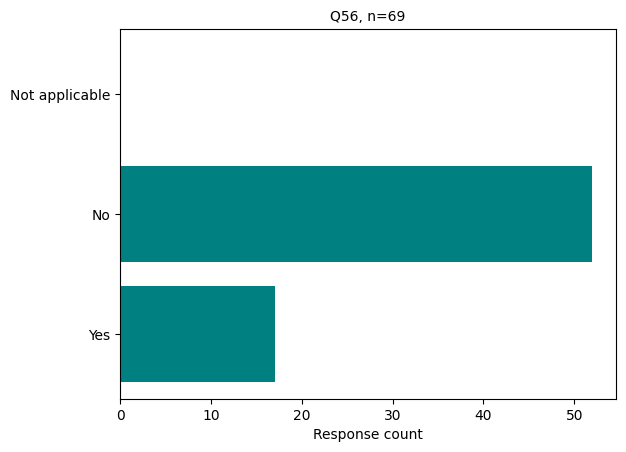 Q56, n=69
Not applicable
No
Yes
0 10 20 30 40 50
Response count